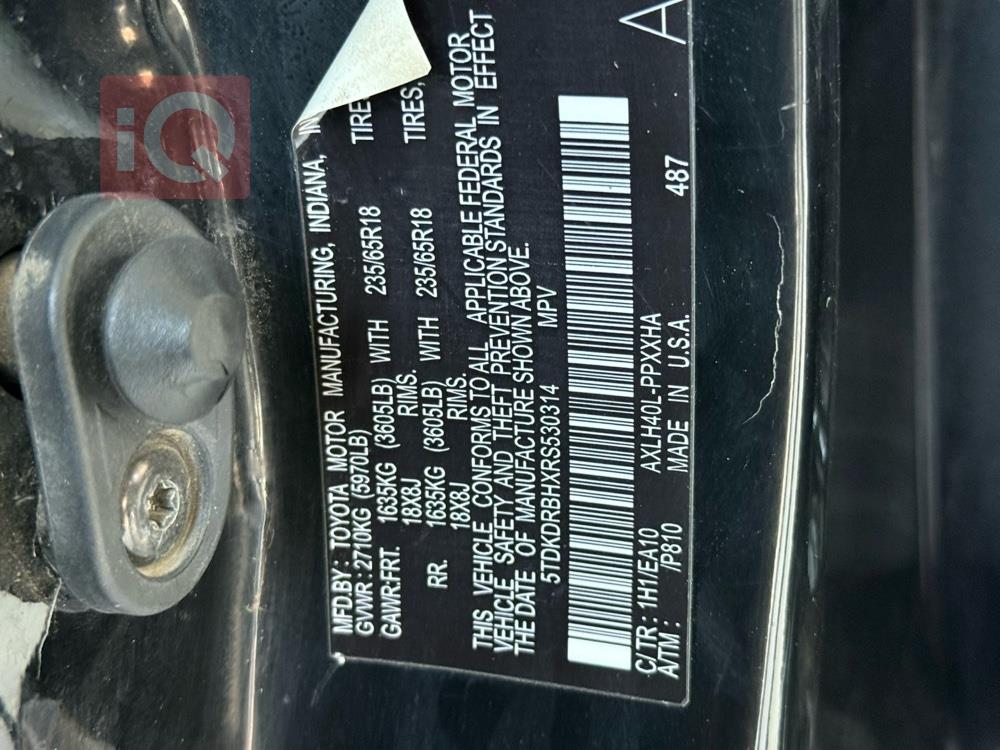 iQ
MFD.BY: TOYOTA MOTOR MANUFACTURING, INDIANA,
GVWR: 2710KG (5970LB)
GAWR:FRT. 1635KG (3605LB) WITH 235/65R18 TIRES,
18X8J RIMS.
RR. 1635KG (3605LB) WITH 235/65R18 TIRES,
18X8J RIMS.
THIS VEHICLE CONFORMS TO ALL APPLICABLE FEDERAL MOTOR
VEHICLE SAFETY AND THEFT PREVENTION STANDARDS IN EFFECT
THE DATE OF MANUFACTURE SHOWN ABOVE.
5TDKDRBHXRS530314 MPV
C/TR: 1H1/EA10 AXLH40L-PPXXHA 487
A/TM: /P810 MADE IN U.S.A. A